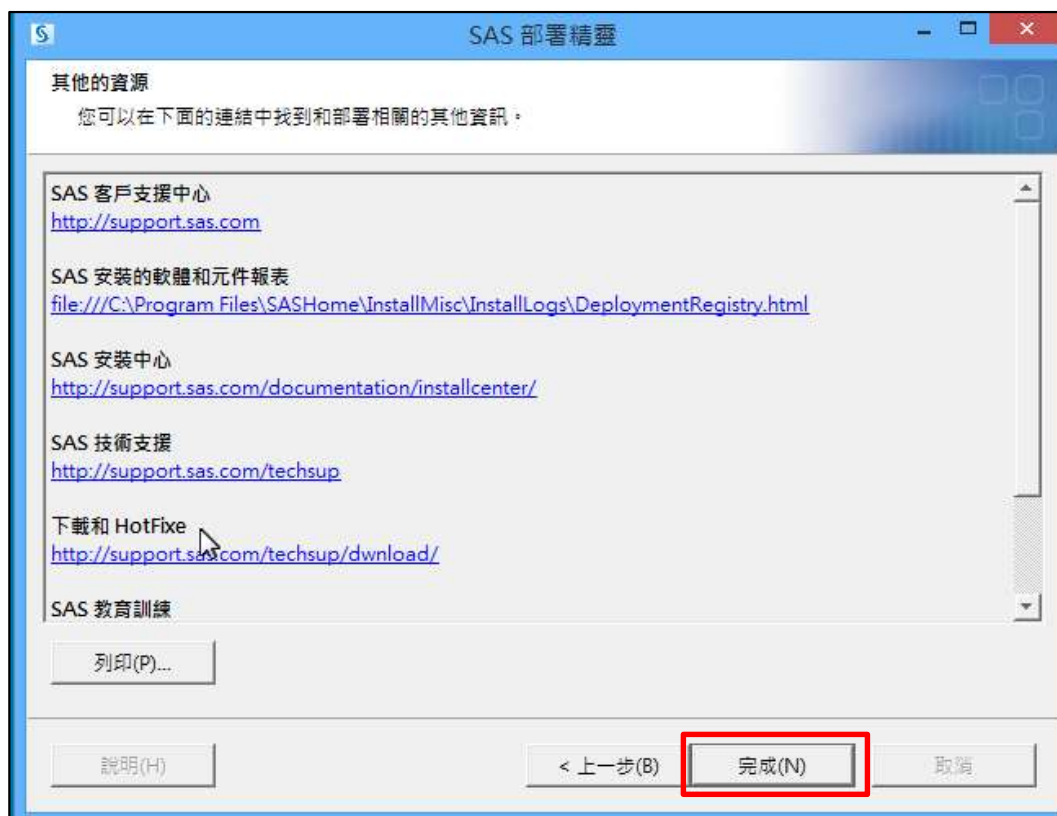 SAS 部署精靈
其他的資源
您可以在下面的連結中找到和部署相關的其他資訊。
SAS 客戶支援中心
http://support.sas.com
SAS 安裝的軟體和元件報表
file:///C:\Program Files\SASHome\InstallMisc\InstallLogs\DeploymentRegistry.html
SAS 安裝中心
http://support.sas.com/documentation/installcenter/
SAS 技術支援
http://support.sas.com/techsup
下載和 HotFixe
http://support.sas.com/techsup/dwnload/
SAS 教育訓練
列印(P)...
說明(H)
< 上一步(B)
完成(N)
取消